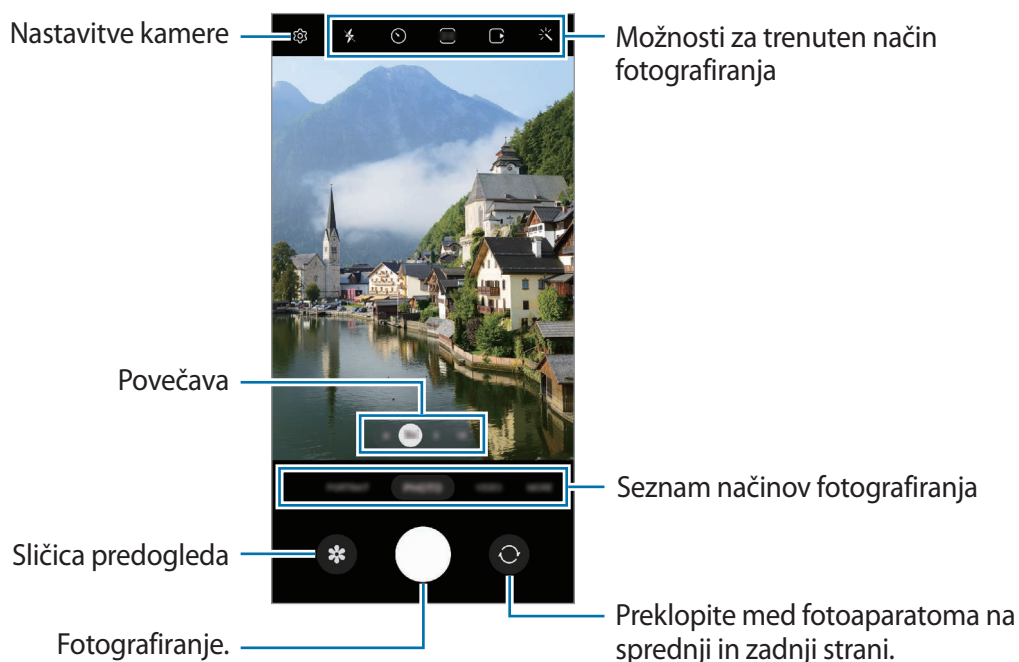 Nastavitve kamere
Možnosti za trenuten način
fotografiranja
Povečava
Seznam načinov fotografiranja
Sličica predogleda
Fotografiranje.
Preklopite med fotoaparatoma na
sprednji in zadnji strani.